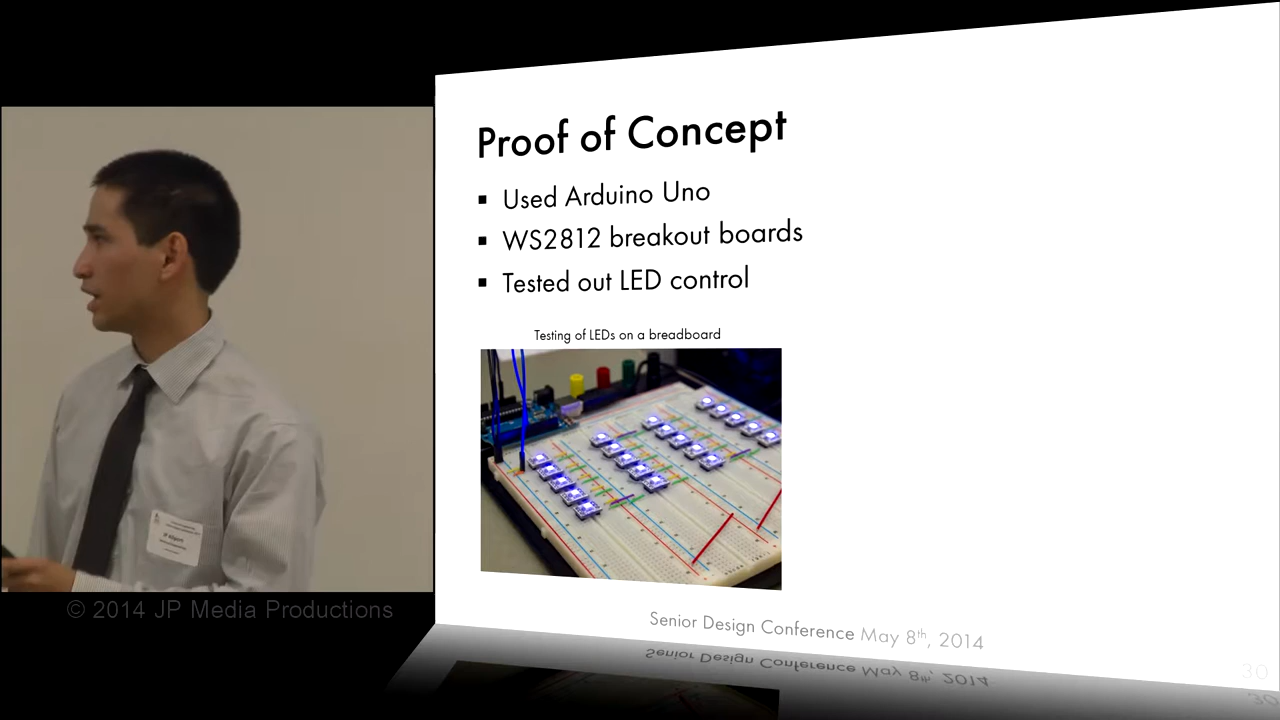 Proof of Concept
▪ Used Arduino Uno
▪ WS2812 breakout boards
▪ Tested out LED control
Testing of LEDs on a breadboard
Senior Design Conference May 8th, 2014
© 2014 JP Media Productions
30